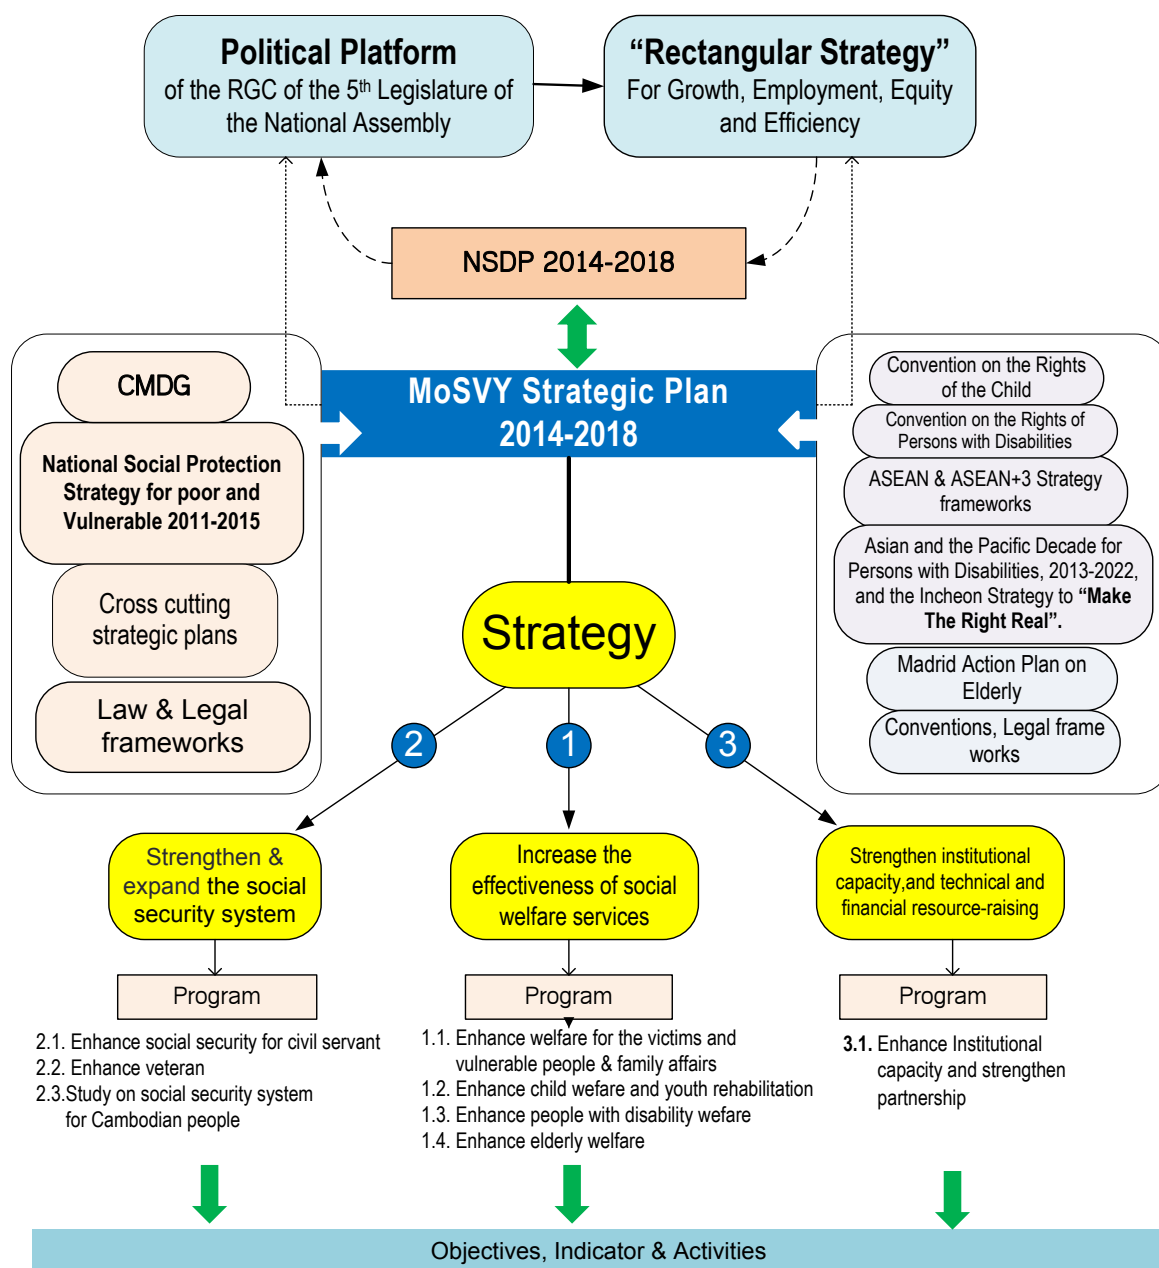 Political Platform
of the RGC of the 5th Legislature of
the National Assembly
“Rectangular Strategy”
For Growth, Employment, Equity
and Efficiency
NSDP 2014-2018
MoSVY Strategic Plan
2014-2018
CMDG
National Social Protection
Strategy for poor and
Vulnerable 2011-2015
Cross cutting
strategic plans
Law & Legal
frameworks
Convention on the Rights
of the Child
Convention on the Rights of
Persons with Disabilities
ASEAN & ASEAN+3 Strategy
frameworks
Asian and the Pacific Decade for
Persons with Disabilities, 2013-2022,
and the Incheon Strategy to “Make
The Right Real”.
Madrid Action Plan on
Elderly
Conventions, Legal frame
works
Strategy
2
1
3
Strengthen &
expand the social
security system
Increase the
effectiveness of social
welfare services
Strengthen institutional
capacity,and technical and
financial resource-raising
Program
Program
Program
2.1. Enhance social security for civil servant
2.2. Enhance veteran
2.3.Study on social security system
for Cambodian people
1.1. Enhance welfare for the victims and
vulnerable people & family affairs
1.2. Enhance child wefare and youth rehabilitation
1.3. Enhance people with disability wefare
1.4. Enhance elderly welfare
3.1. Enhance Institutional
capacity and strengthen
partnership
Objectives, Indicator & Activities